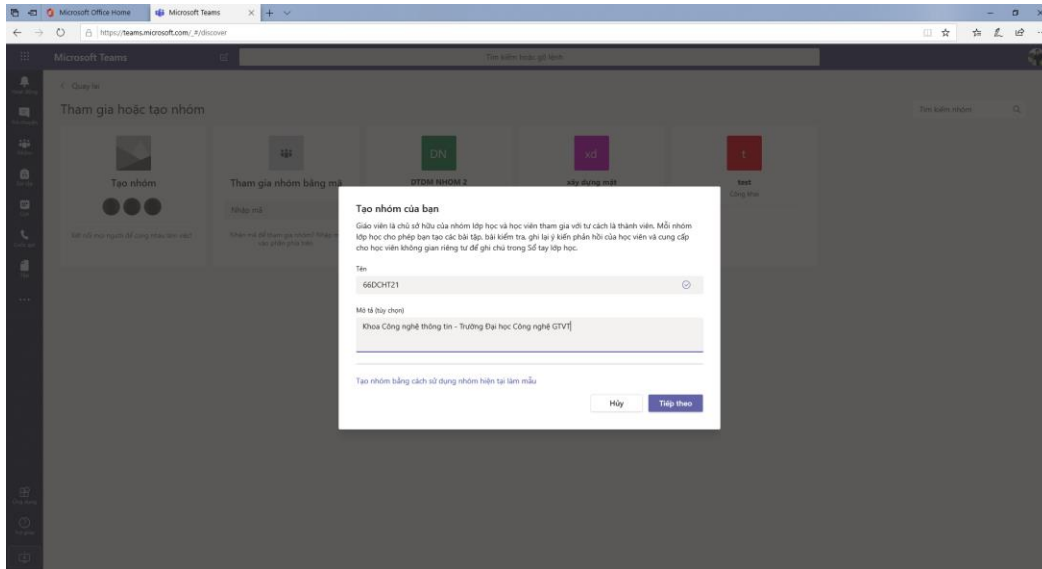 Microsoft Office Home
Microsoft Teams
https://teams.microsoft.com/_#/discover
Microsoft Teams
Tìm kiếm hoặc gõ lệnh
Quay lại
Tham gia hoặc tạo nhóm
Tìm kiếm nhóm
DN
xd
t
Tạo nhóm
Tham gia nhóm bằng mã
DTDM NHOM 2
xây dựng mật
test
Công khai
Nhập mã
Tạo nhóm của bạn
Giáo viên là chủ sở hữu của nhóm lớp học và học viên tham gia với tư cách là thành viên. Mỗi nhóm
lớp học cho phép bạn tạo các bài tập, bài kiểm tra, ghi lại ý kiến phản hồi của học viên và cung cấp
cho học viên không gian riêng tư để ghi chú trong Sổ tay lớp học.
Tên
66DCHT21
Mô tả (tùy chọn)
Khoa Công nghệ thông tin - Trường Đại học Công nghệ GTVT
Tạo nhóm bằng cách sử dụng nhóm hiện tại làm mẫu
Hủy
Tiếp theo